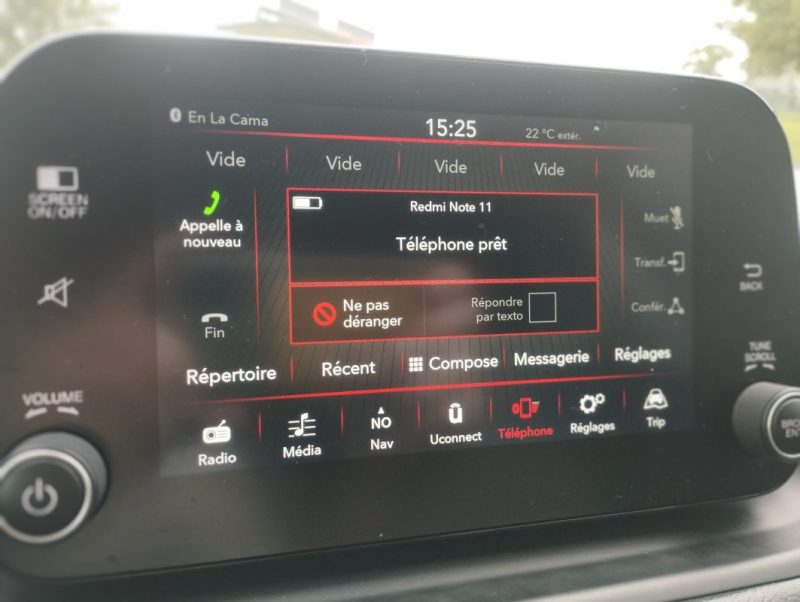 En La Cama
15:25
22 °C extér.
Vide
Vide
Vide
Vide
Vide
SCREEN
ON/OFF
Appelle à
nouveau
Redmi Note 11
Téléphone prêt
Muet
Transf.
Confér.
BACK
Ne pas
déranger
Répondre
par texto
Fin
Répertoire
Récent
Compose
Messagerie
Réglages
TUNE
SCROLL
VOLUME
Radio
Média
NO
Nav
Uconnect
Téléphone
Réglages
Trip